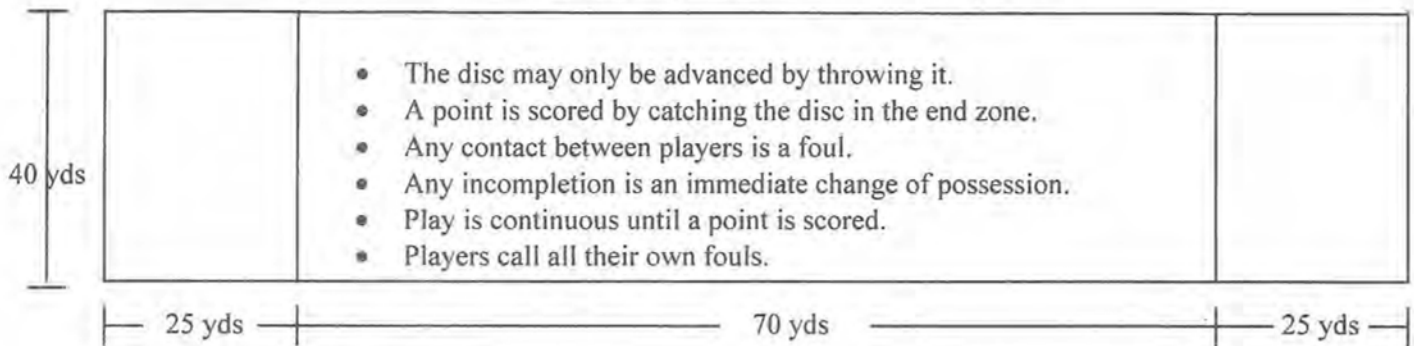 • The disc may only be advanced by throwing it.
• A point is scored by catching the disc in the end zone.
• Any contact between players is a foul.
40 yds
• Any incompletion is an immediate change of possession.
• Play is continuous until a point is scored.
• Players call all their own fouls.
25 yds
70 yds
25 yds